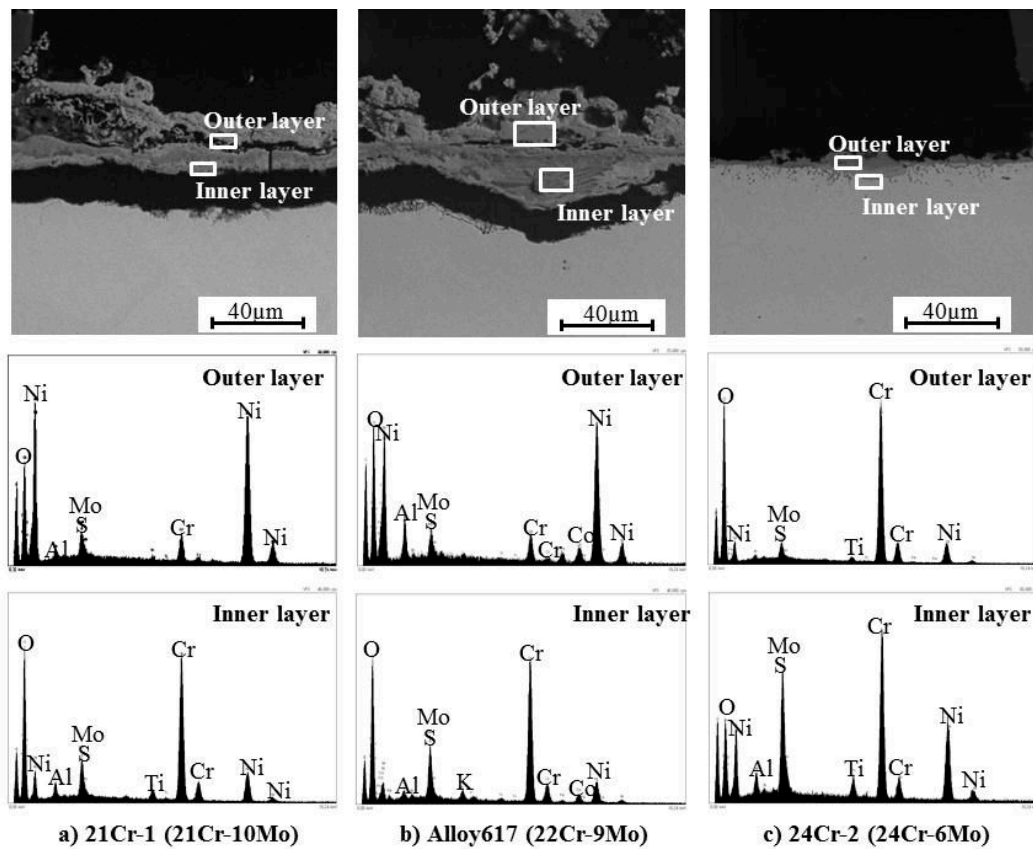 Outer layer
Inner layer
40µm
Outer layer
Inner layer
40µm
Outer layer
Inner layer
40µm
Outer layer
Ni
Ni
O
Mo
S
Al
Cr
Ni
Outer layer
O
Ni
Ni
Al
Mo
S
Cr
Cr
Co
Ni
Outer layer
O
Cr
Ni
Mo
S
Ti
Cr
Ni
Inner layer
O
Cr
Mo
S
Ni
Al
Ti
Cr
Ni
Ni
Inner layer
O
Cr
Mo
S
Al
K
Cr
Co
Ni
Inner layer
Cr
Mo
S
O
Ni
Al
Ti
Cr
Ni
Ni
a) 21Cr-1 (21Cr-10Mo)
b) Alloy617 (22Cr-9Mo)
c) 24Cr-2 (24Cr-6Mo)